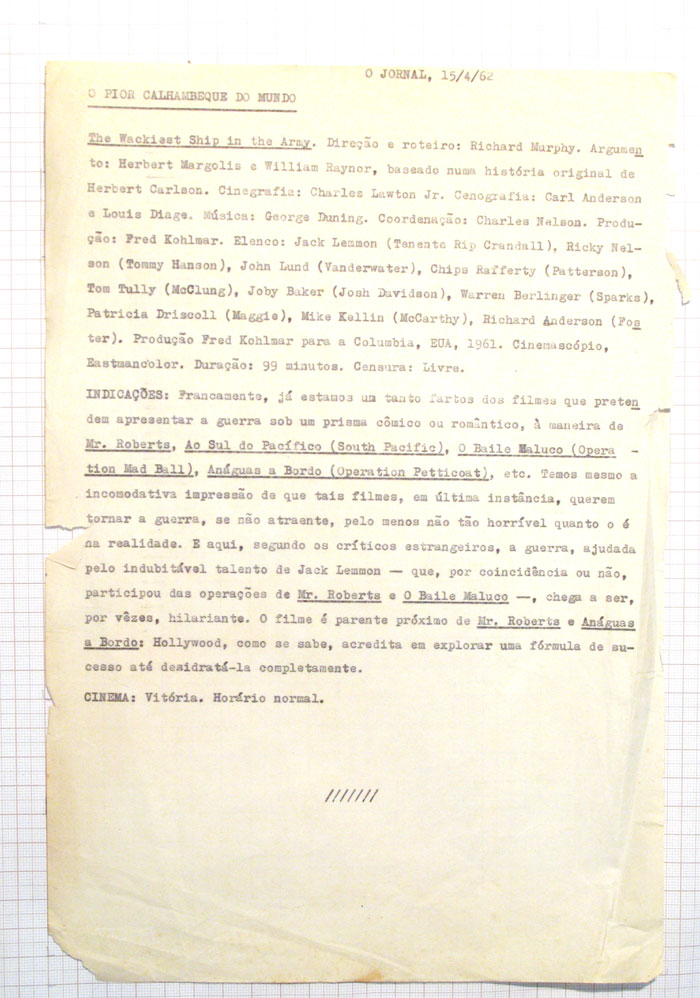 O JORNAL, 15/4/62
O PIOR CALHAMBEQUE DO MUNDO
The Wackiest Ship in the Army. Direção e roteiro: Richard Murphy. Argumen
to: Herbert Margolis e William Raynor, baseado numa história original de
Herbert Carlson. Cinegrafia: Charles Lawton Jr. Cenografia: Carl Anderson
e Louis Diage. Música: George Duning. Coordenação: Charles Nelson. Produ-
ção: Fred Kohlmar. Elenco: Jack Lemmon (Tenente Rip Crandall), Ricky Nel-
son (Tommy Hanson), John Lund (Vanderwater), Chips Rafferty (Patterson),
Tom Tully (McClung), Joby Baker (Josh Davidson), Warren Berlinger (Sparks),
Patricia Driscoll (Maggie), Mike Kellin (McCarthy), Richard Anderson (Fos
ter). Produção Fred Kohlmar para a Columbia, EUA, 1961. Cinemascópio,
Eastmancolor. Duração: 99 minutos. Censura: Livre.
INDICAÇÕES: Francamente, já estamos um tanto fartos dos filmes que preten
dem apresentar a guerra sob um prisma cômico ou romântico, à maneira de
Mr. Roberts, Ao Sul do Pacífico (South Pacific), O Baile Maluco (Opera -
tion Mad Ball), Anáguas a Bordo (Operation Petticoat), etc. Temos mesmo a
incomodativa impressão de que tais filmes, em última instância, querem
tornar a guerra, se não atraente, pelo menos não tão horrível quanto o é
na realidade. E aqui, segundo os críticos estrangeiros, a guerra, ajudada
pelo indubitável talento de Jack Lemmon — que, por coincidência ou não,
participou das operações de Mr. Roberts e O Baile Maluco —, chega a ser,
por vêzes, hilariante. O filme é parente próximo de Mr. Roberts e Anáguas
a Bordo: Hollywood, como se sabe, acredita em explorar uma fórmula de su-
cesso até desidratá-la completamente.
CINEMA: Vitória. Horário normal.
///////